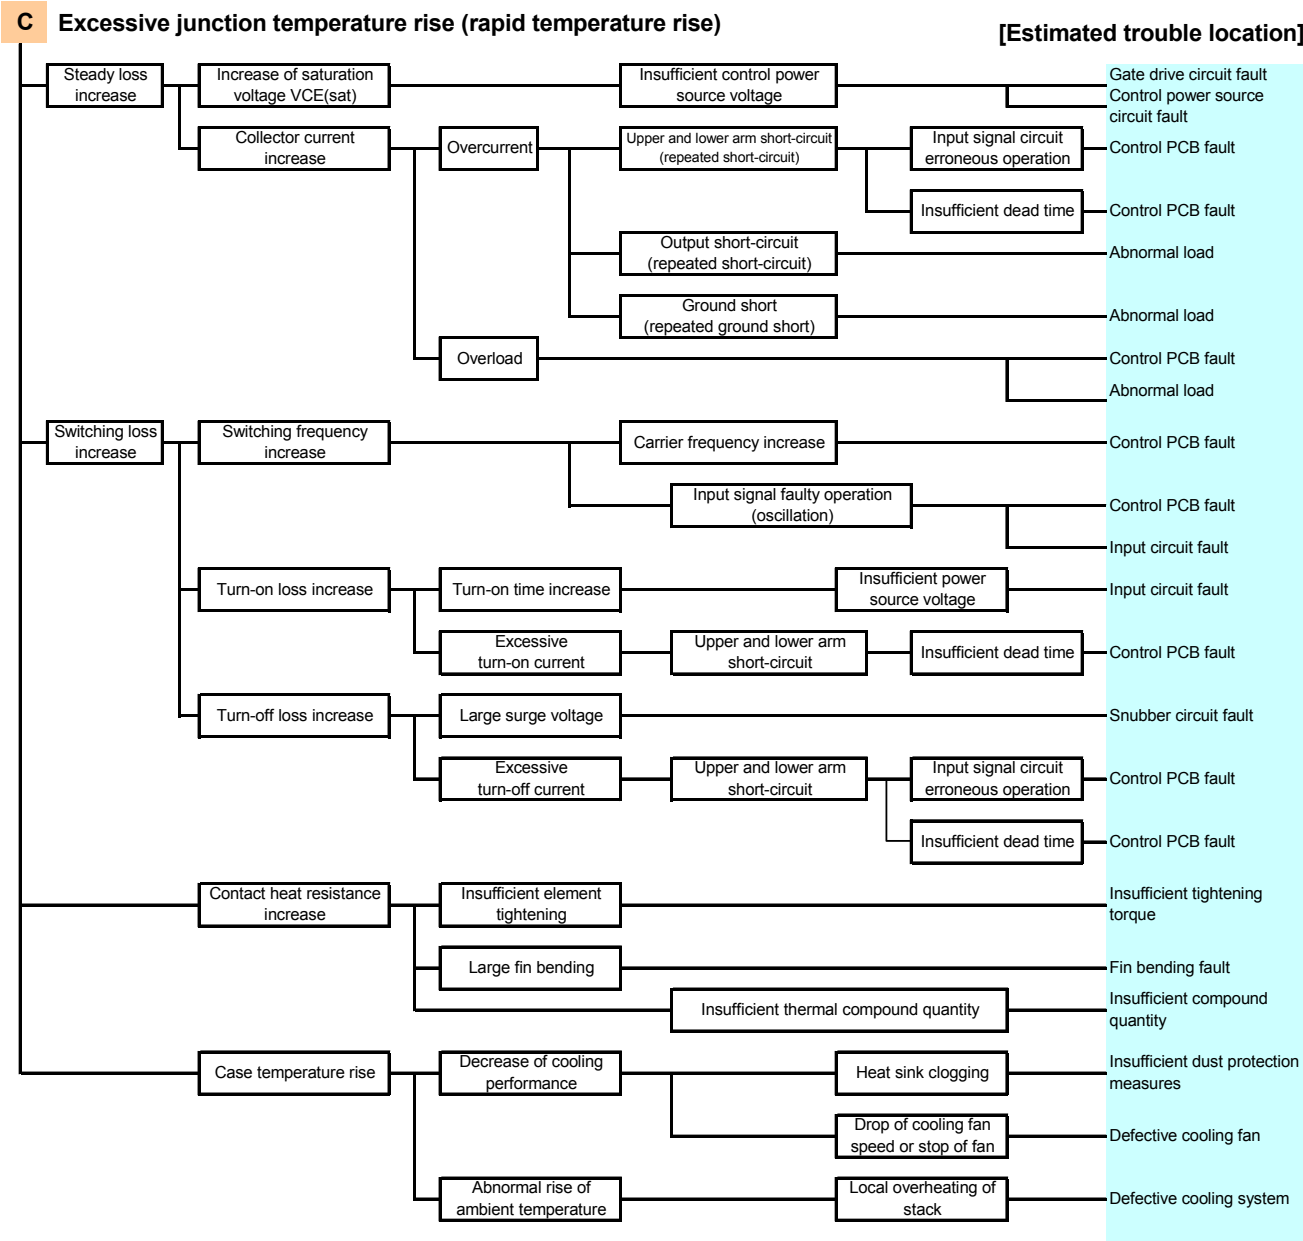 C Excessive junction temperature rise (rapid temperature rise)
[Estimated trouble location]
Steady loss
increase
Increase of saturation
voltage VCE(sat)
Insufficient control power
source voltage
Gate drive circuit fault
Control power source
circuit fault
Collector current
increase
Overcurrent
Upper and lower arm short-circuit
(repeated short-circuit)
Input signal circuit
erroneous operation
Control PCB fault
Insufficient dead time
Control PCB fault
Output short-circuit
(repeated short-circuit)
Abnormal load
Ground short
(repeated ground short)
Abnormal load
Overload
Control PCB fault
Abnormal load
Switching loss
increase
Switching frequency
increase
Carrier frequency increase
Control PCB fault
Input signal faulty operation
(oscillation)
Control PCB fault
Input circuit fault
Turn-on loss increase
Turn-on time increase
Insufficient power
source voltage
Input circuit fault
Excessive
turn-on current
Upper and lower arm
short-circuit
Insufficient dead time
Control PCB fault
Turn-off loss increase
Large surge voltage
Snubber circuit fault
Excessive
turn-off current
Upper and lower arm
short-circuit
Input signal circuit
erroneous operation
Control PCB fault
Insufficient dead time
Control PCB fault
Contact heat resistance
increase
Insufficient element
tightening
Insufficient tightening
torque
Large fin bending
Fin bending fault
Insufficient thermal compound quantity
Insufficient compound
quantity
Case temperature rise
Decrease of cooling
performance
Heat sink clogging
Insufficient dust protection
measures
Drop of cooling fan
speed or stop of fan
Defective cooling fan
Abnormal rise of
ambient temperature
Local overheating of
stack
Defective cooling system